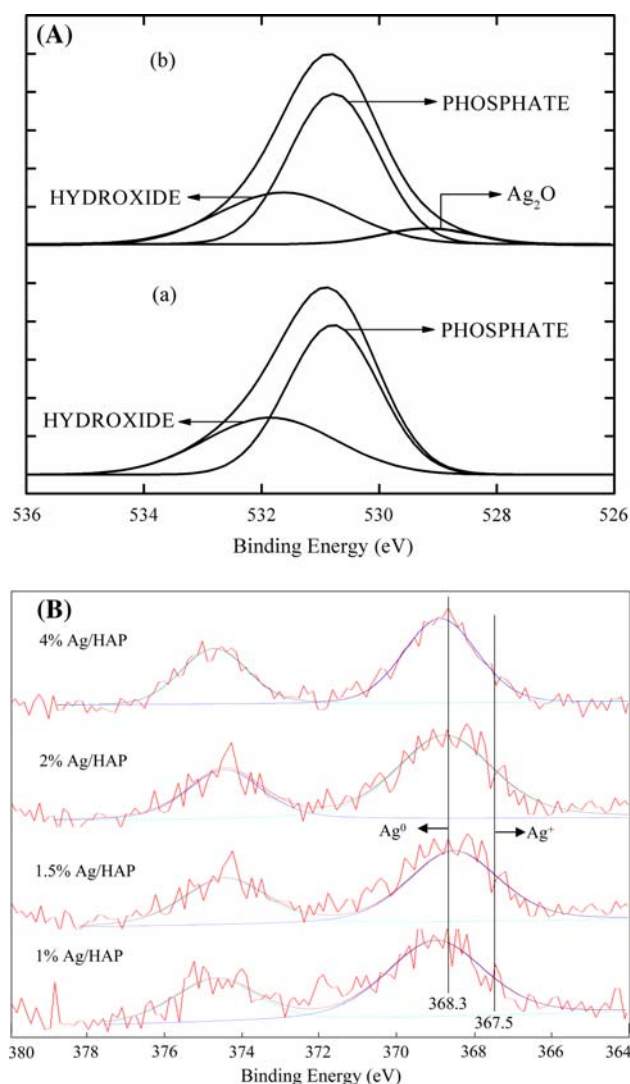 (A)
(b)
PHOSPHATE
HYDROXIDE
Ag₂O
(a)
PHOSPHATE
HYDROXIDE
536 534 532 530 528 526
Binding Energy (eV)
(B)
4% Ag/HAP
2% Ag/HAP
Ag⁰ Ag⁺
1.5% Ag/HAP
1% Ag/HAP
368.3
367.5
380 378 376 374 372 370 368 366 364
Binding Energy (eV)